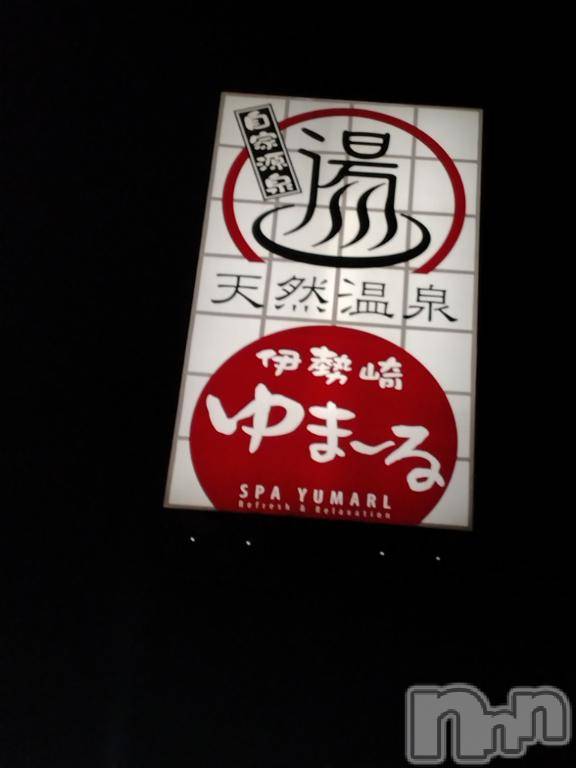 自家源泉
湯
天然温泉
伊勢崎
ゆま〜る
SPA YUMARL
Refresh & Relaxation
nnn